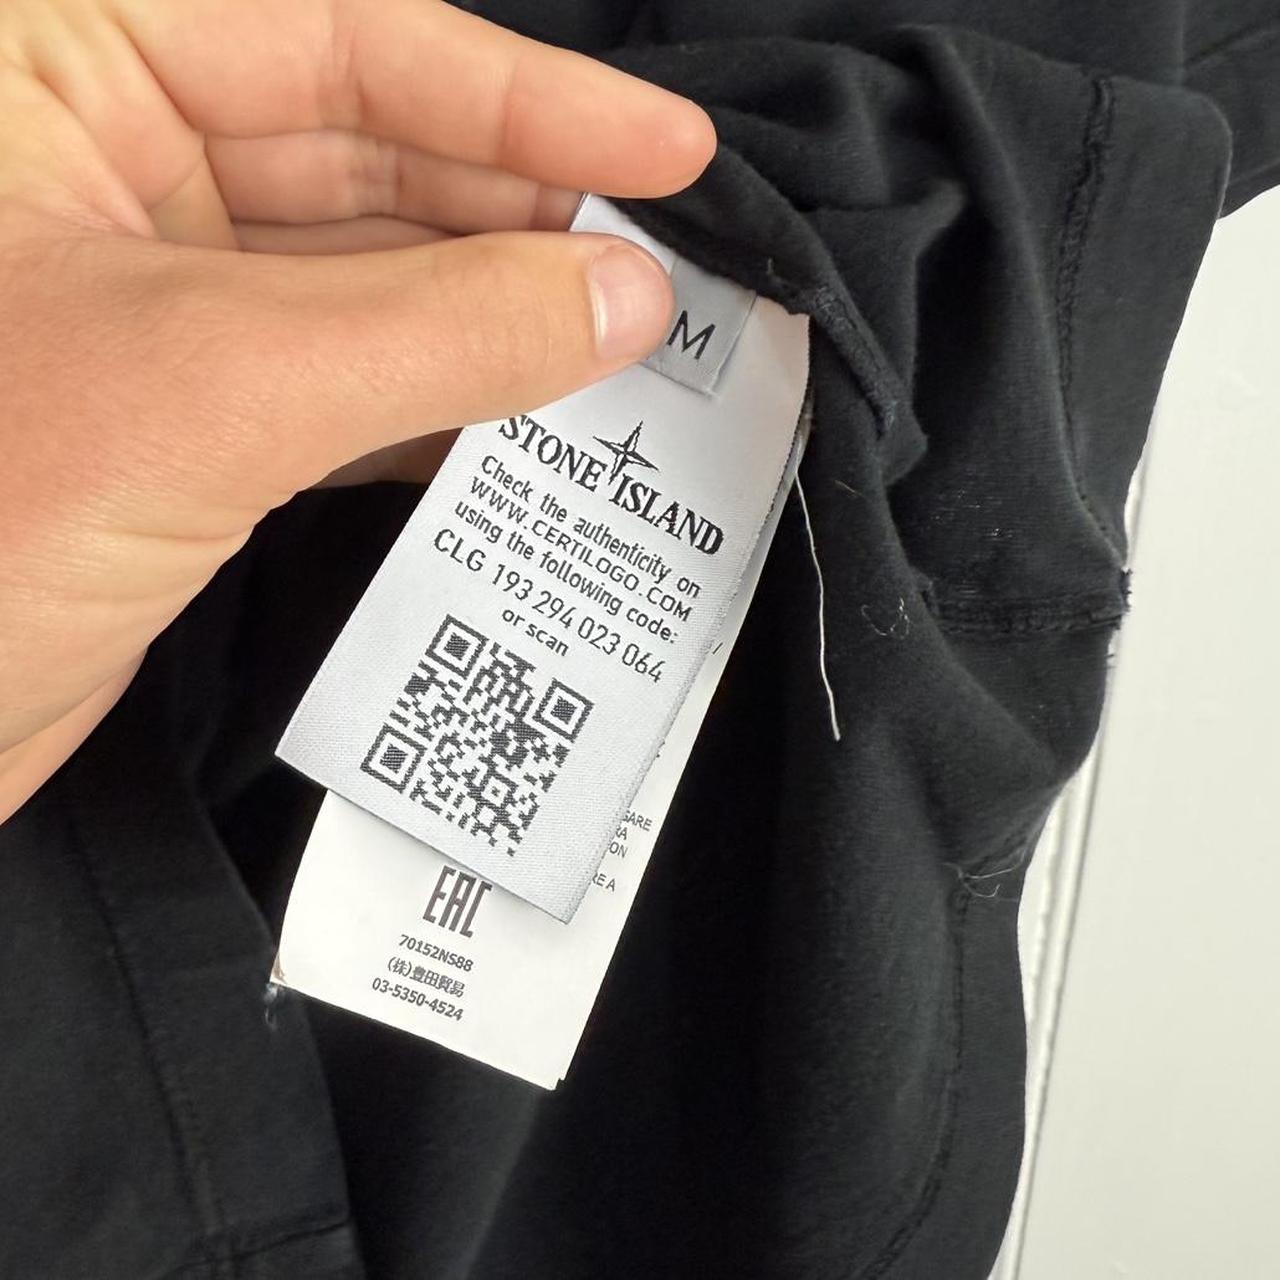 M
STONE ISLAND
Check the authenticity on
WWW.CERTILOGO.COM
using the following code:
CLG 193 294 023 064
or scan
EAC
70152NS88
(株)豊田貿易
03-5350-4524